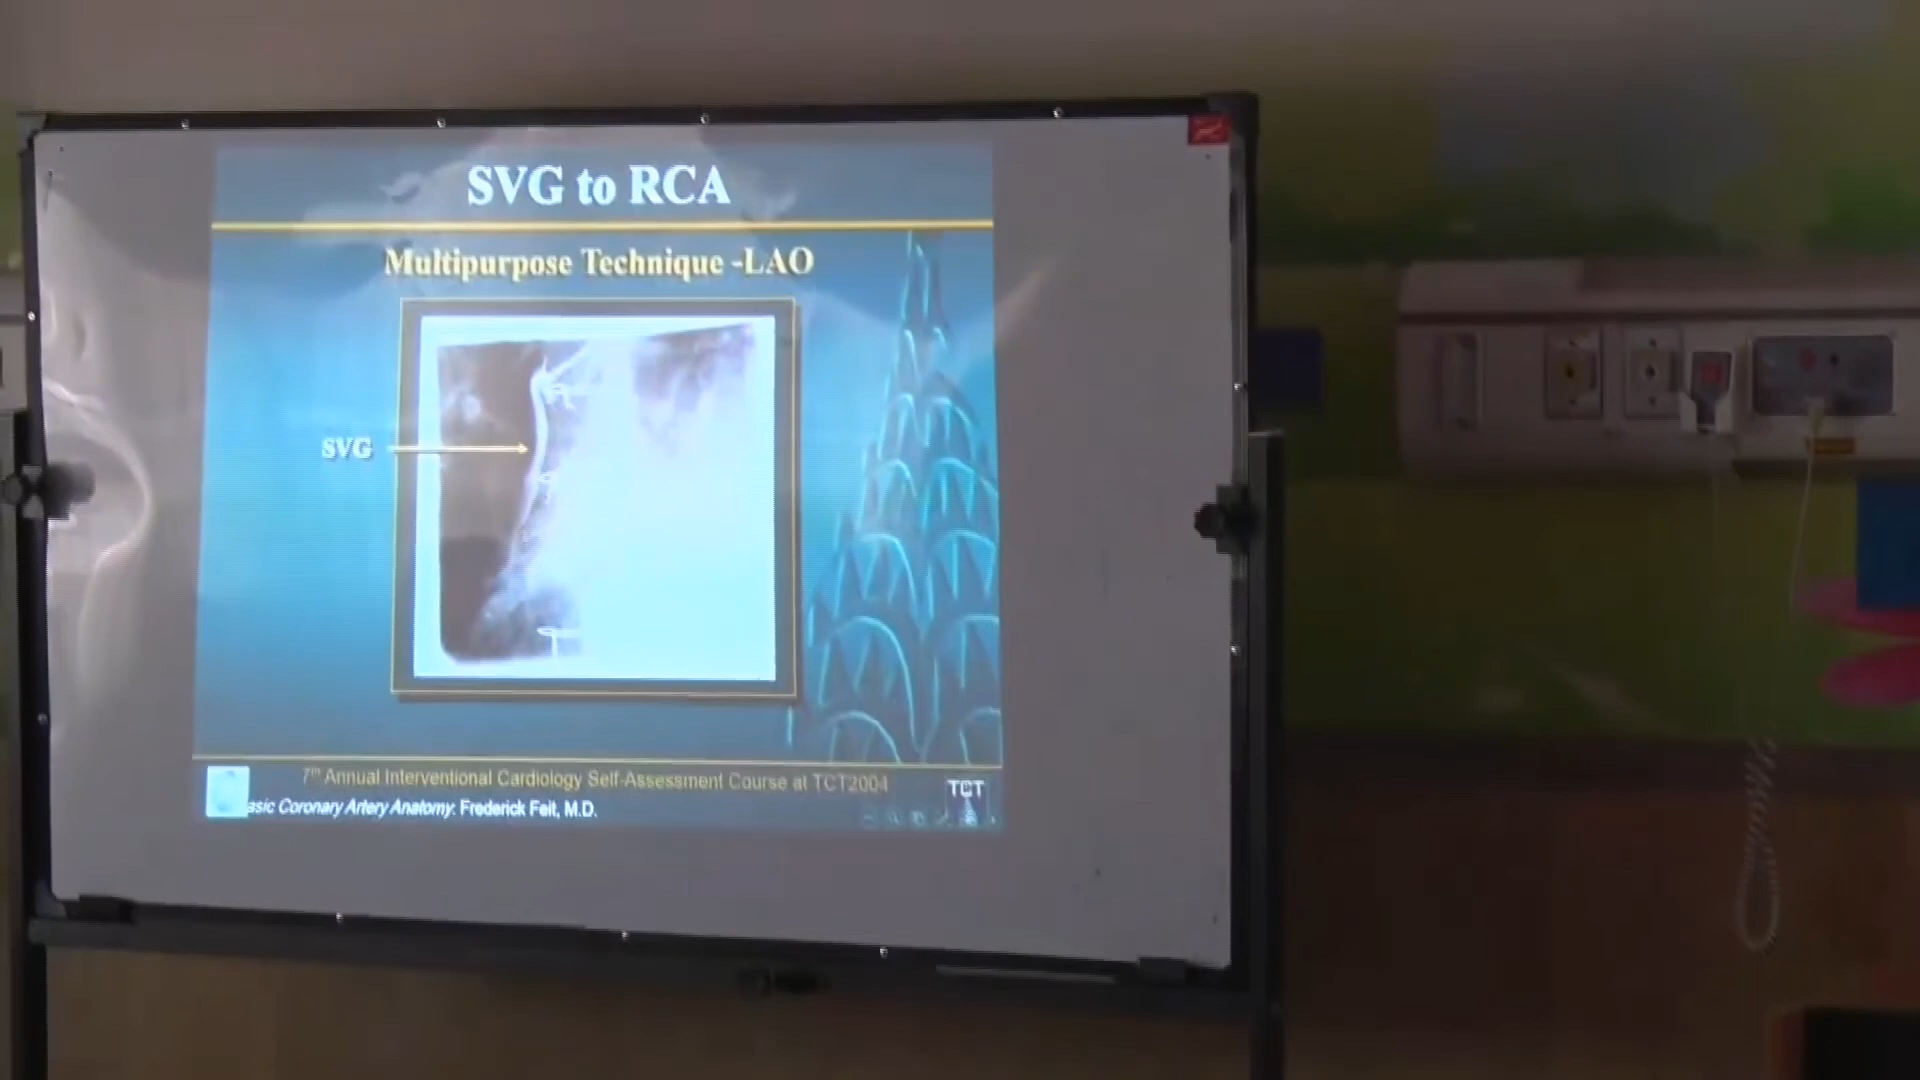 SVG to RCA
Multipurpose Technique -LAO
SVG
7th Annual Interventional Cardiology Self-Assessment Course at TCT2004
asic Coronary Artery Anatomy: Frederick Feit, M.D.
TCT